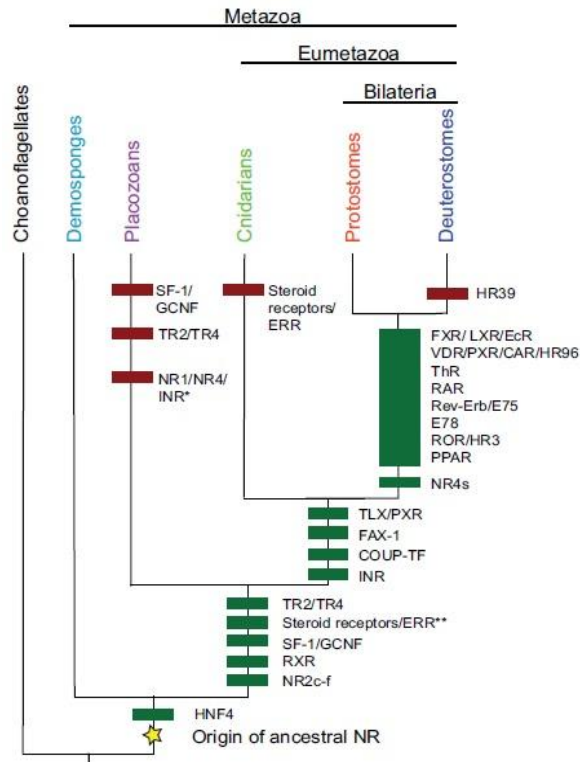 Metazoa
Eumetazoa
Bilateria
Choanoflagellates
Demosponges
Placozoans
Cnidarians
Protostomes
Deuterostomes
SF-1/
GCNF
TR2/TR4
NR1/NR4/
INR*
Steroid
receptors/
ERR
HR39
FXR/ LXR/EcR
VDR/PXR/CAR/HR96
ThR
RAR
Rev-Erb/E75
E78
ROR/HR3
PPAR
NR4s
TLX/PXR
FAX-1
COUP-TF
INR
TR2/TR4
Steroid receptors/ERR**
SF-1/GCNF
RXR
NR2c-f
HNF4
Origin of ancestral NR